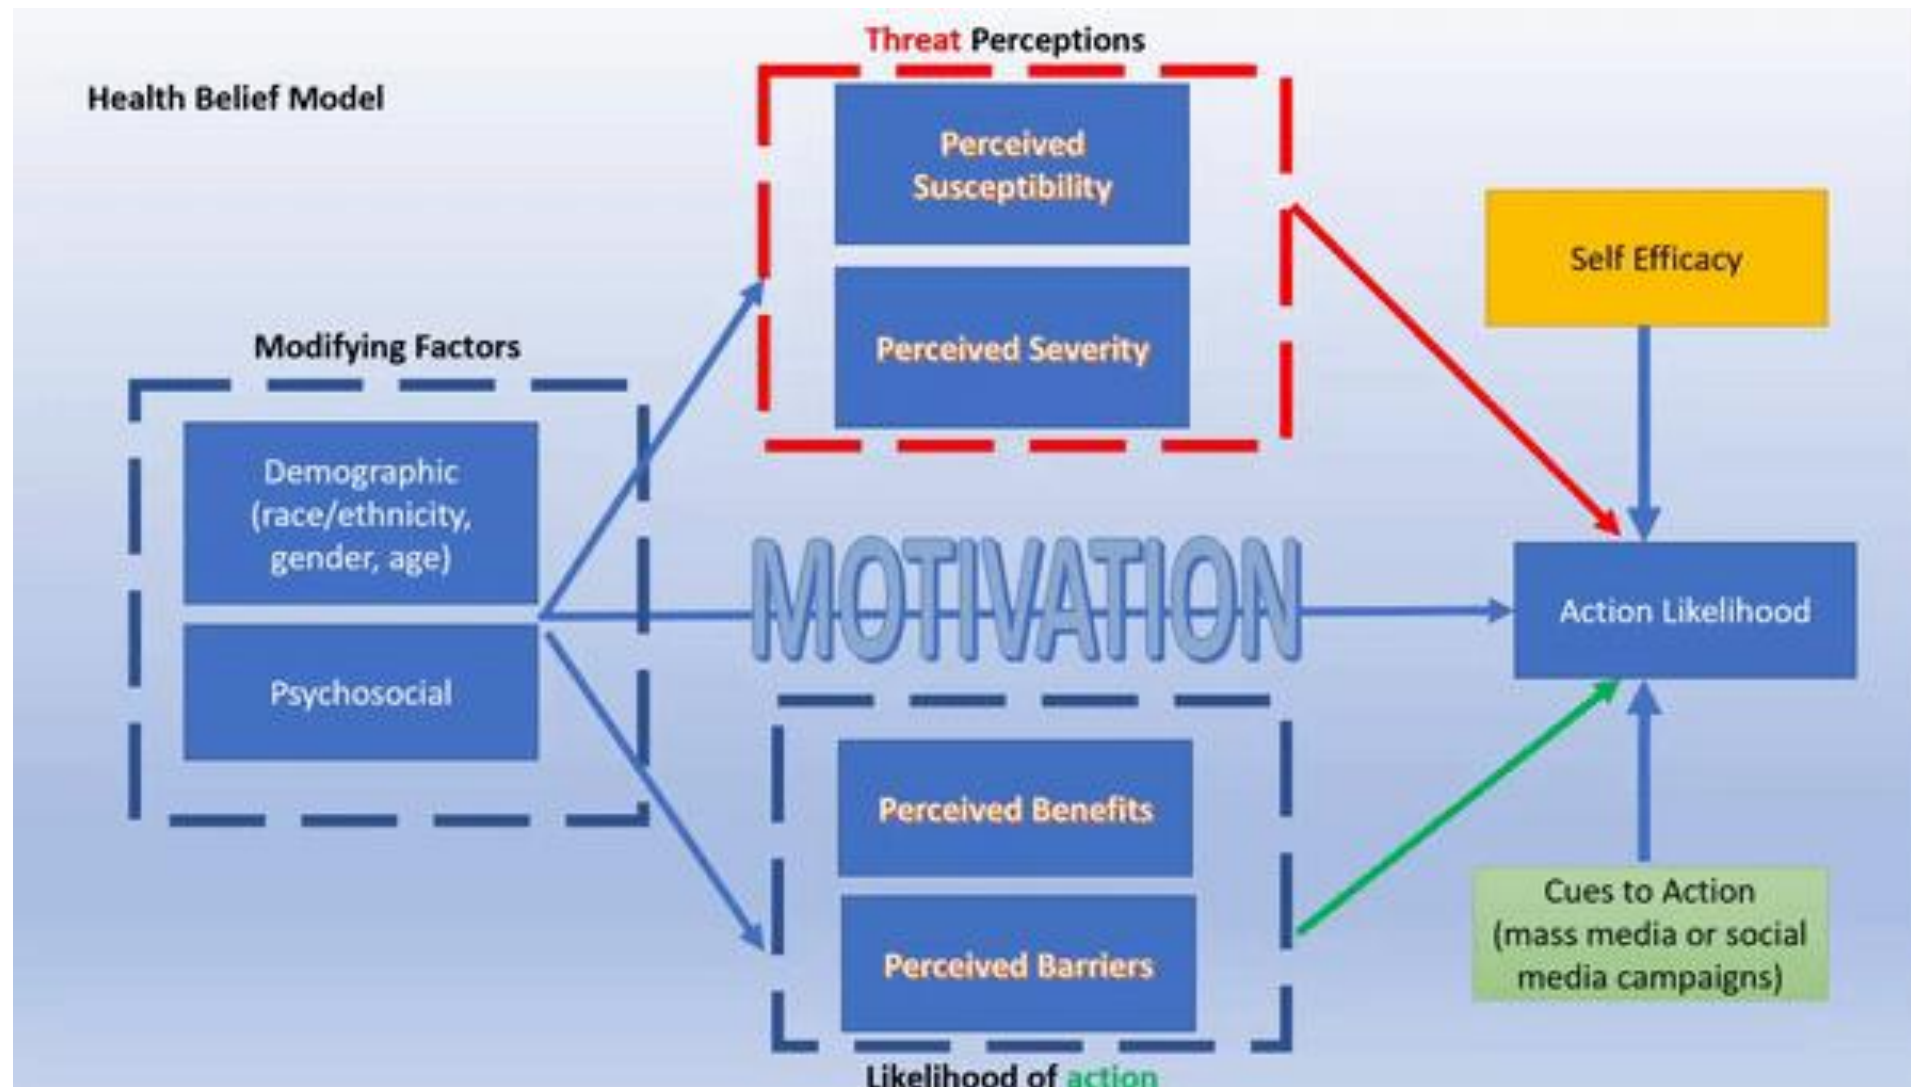 Health Belief Model
Threat Perceptions
Perceived
Susceptibility
Perceived Severity
Self Efficacy
Modifying Factors
Demographic
(race/ethnicity,
gender, age)
Psychosocial
MOTIVATION
Action Likelihood
Perceived Benefits
Perceived Barriers
Likelihood of action
Cues to Action
(mass media or social
media campaigns)